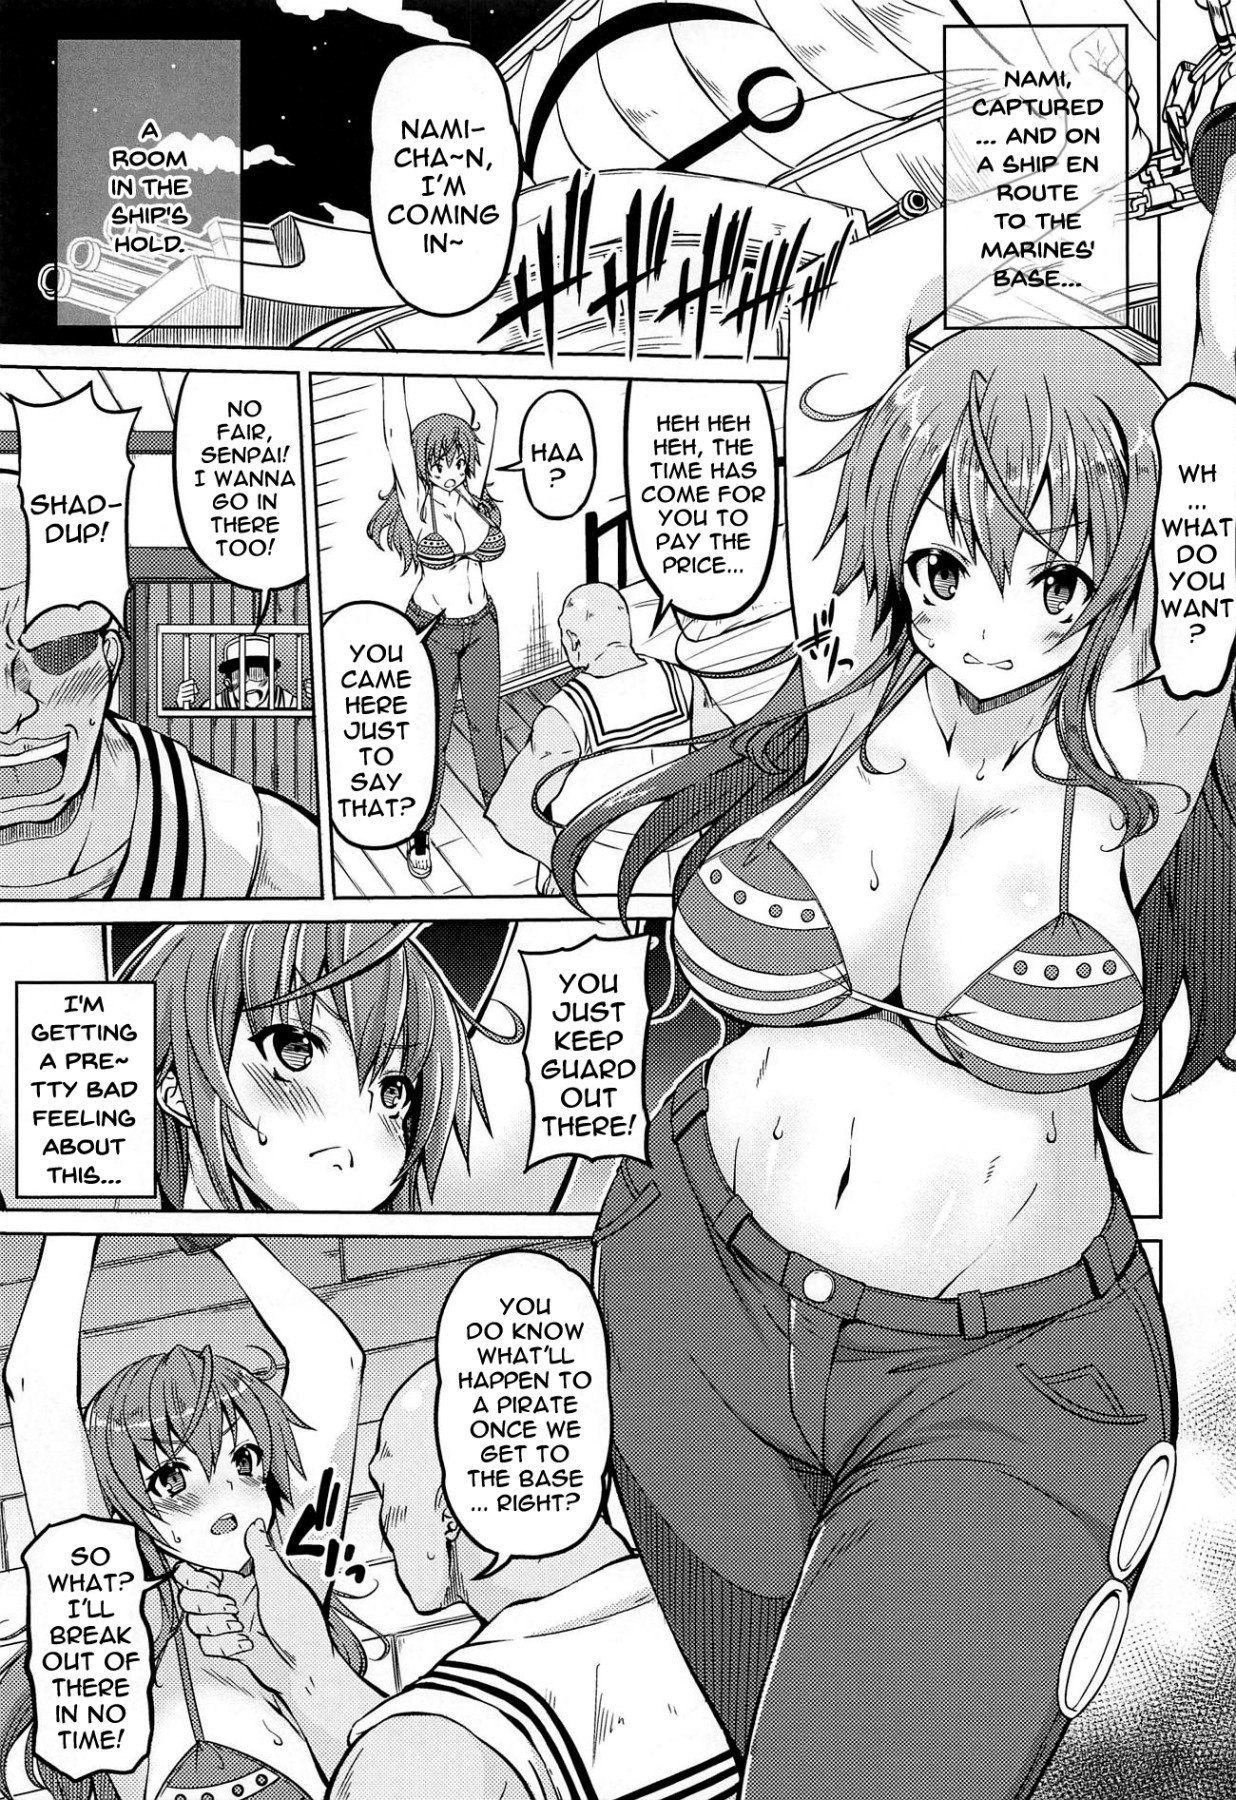 NAMI,
CAPTURED
... AND ON
A SHIP EN
ROUTE
TO THE
MARINES'
BASE...
NAMI-
CHA~N,
I'M
COMING
IN~
A
ROOM
IN THE
SHIP'S
HOLD.
WH
...
WHAT
DO
YOU
WANT
?
HEH HEH
HEH, THE
TIME HAS
COME FOR
YOU TO
PAY THE
PRICE...
HAA
?
YOU
CAME
HERE
JUST
TO
SAY
THAT?
NO
FAIR,
SENPAI!
I WANNA
GO IN
THERE
TOO!
SHAD-
DUP!
YOU
JUST
KEEP
GUARD
OUT
THERE!
I'M
GETTING
A PRE~
TTY BAD
FEELING
ABOUT
THIS...
YOU
DO KNOW
WHAT'LL
HAPPEN TO
A PIRATE
ONCE WE
GET TO
THE BASE
... RIGHT?
SO
WHAT?
I'LL
BREAK
OUT OF
THERE
IN NO
TIME!